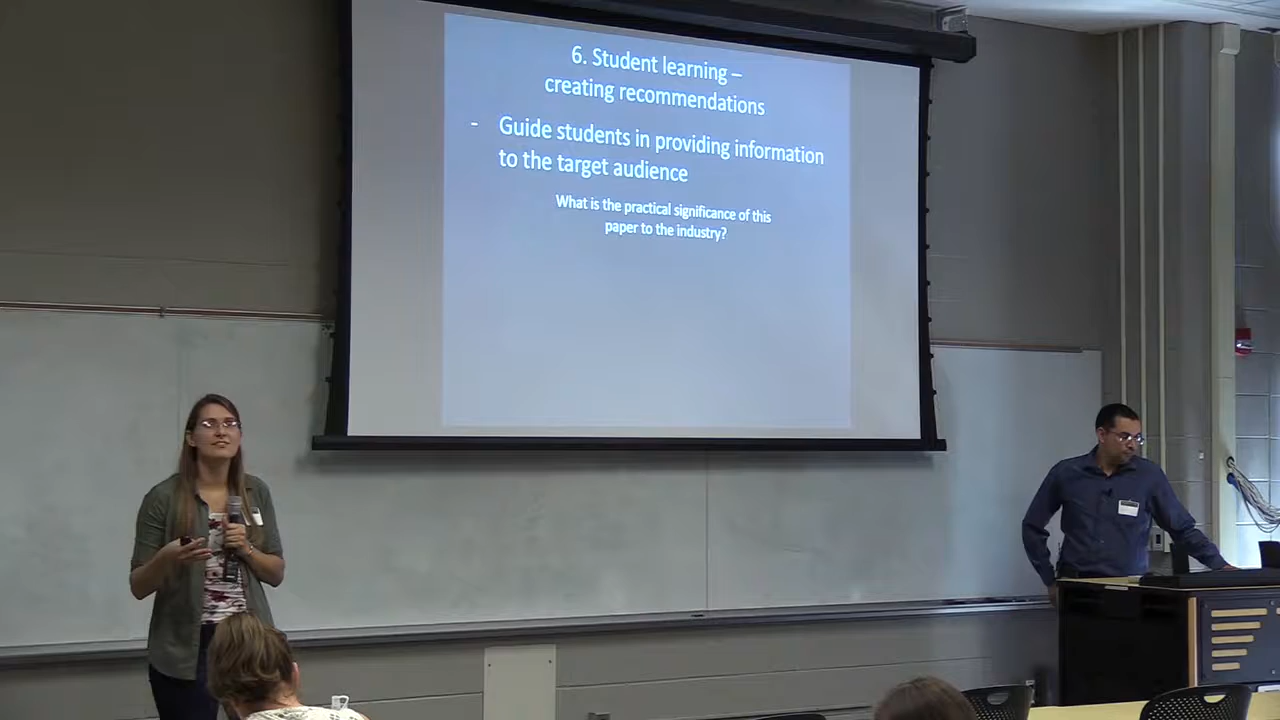 6. Student learning –
creating recommendations
- Guide students in providing information
to the target audience
What is the practical significance of this
paper to the industry?